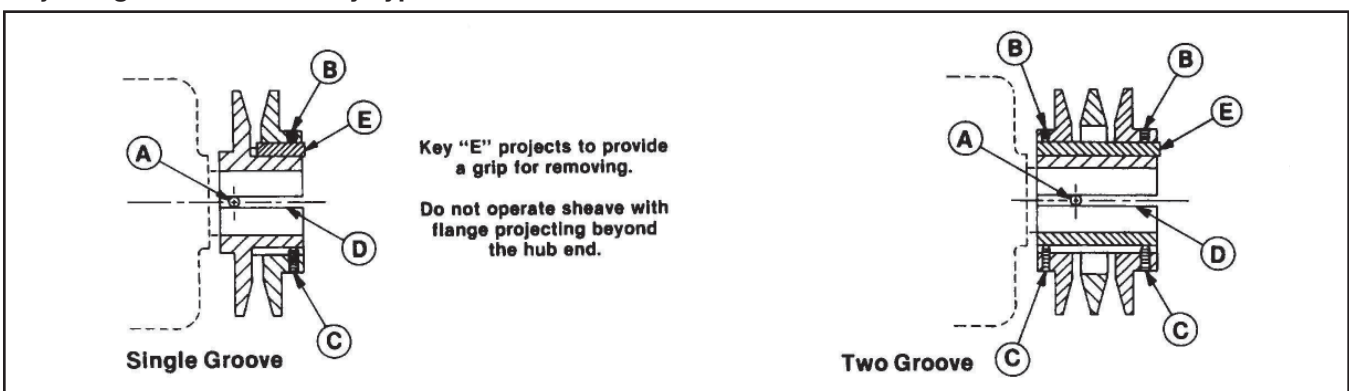 B
E
A
Key “E” projects to provide
a grip for removing.
Do not operate sheave with
flange projecting beyond
the hub end.
D
C
Single Groove
B
B
E
A
D
C
C
Two Groove